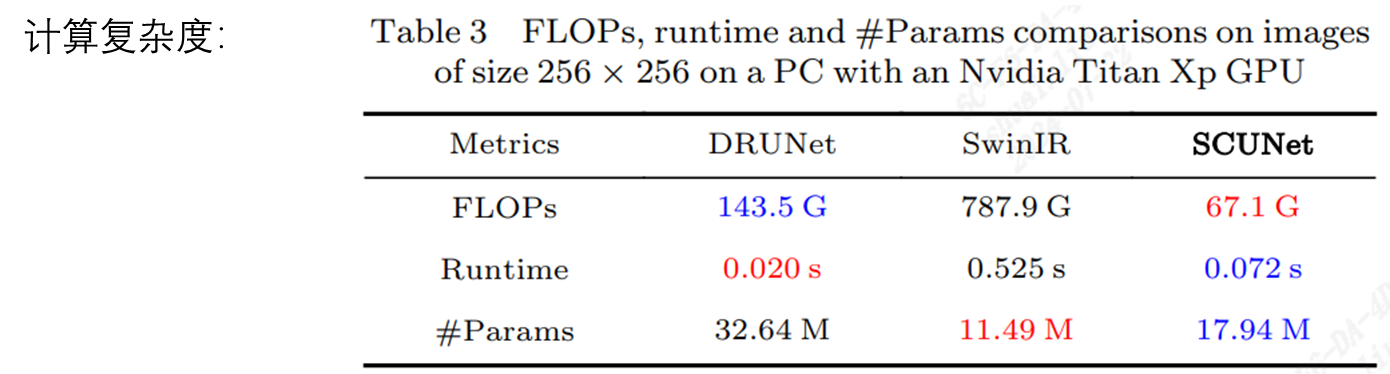 计算复杂度:
Table 3 FLOPs, runtime and #Params comparisons on images
of size 256 × 256 on a PC with an Nvidia Titan Xp GPU
Metrics DRUNet SwinIR SCUNet
FLOPs 143.5 G 787.9 G 67.1 G
Runtime 0.020 s 0.525 s 0.072 s
#Params 32.64 M 11.49 M 17.94 M